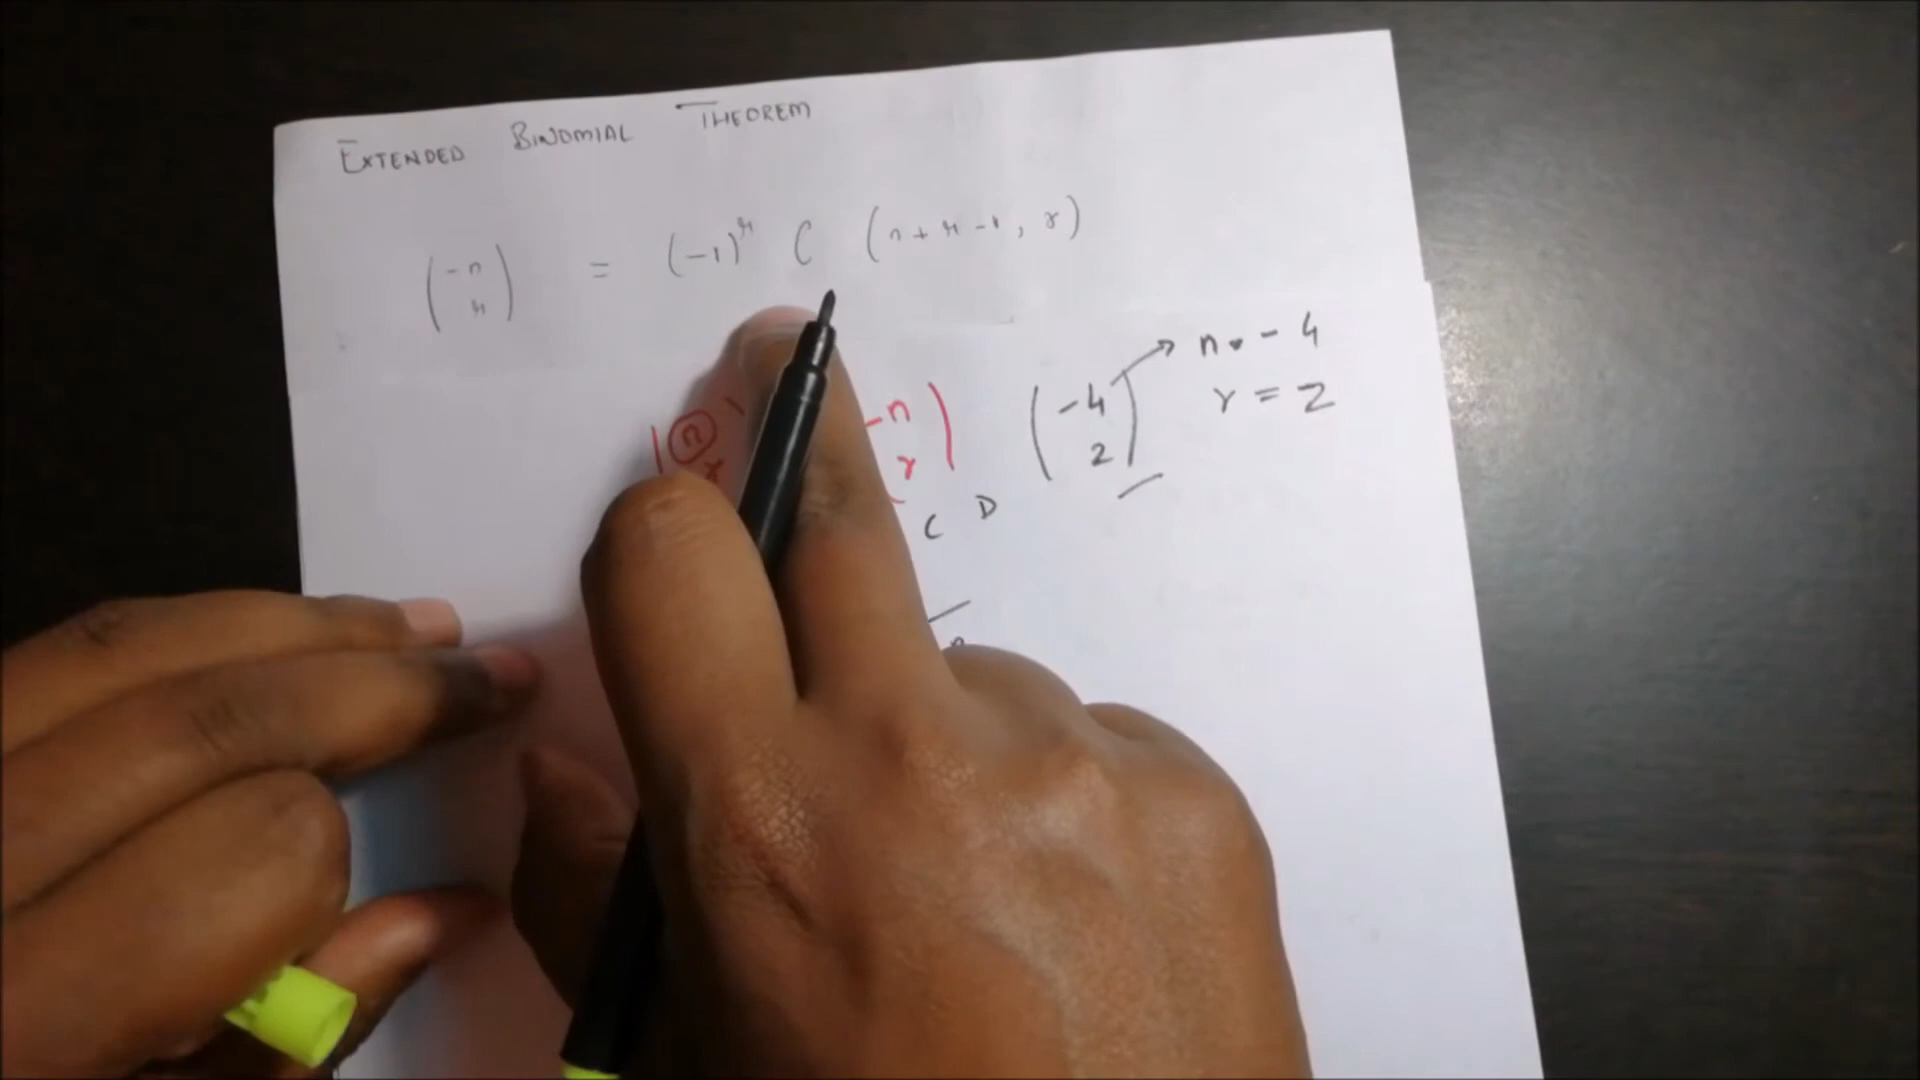 EXTENDED BINOMIAL THEOREM
(-n r) = (-1)^r C (n+r-1, r)
n r
-n r
(-4 2) → n = -4
r = 2
C D